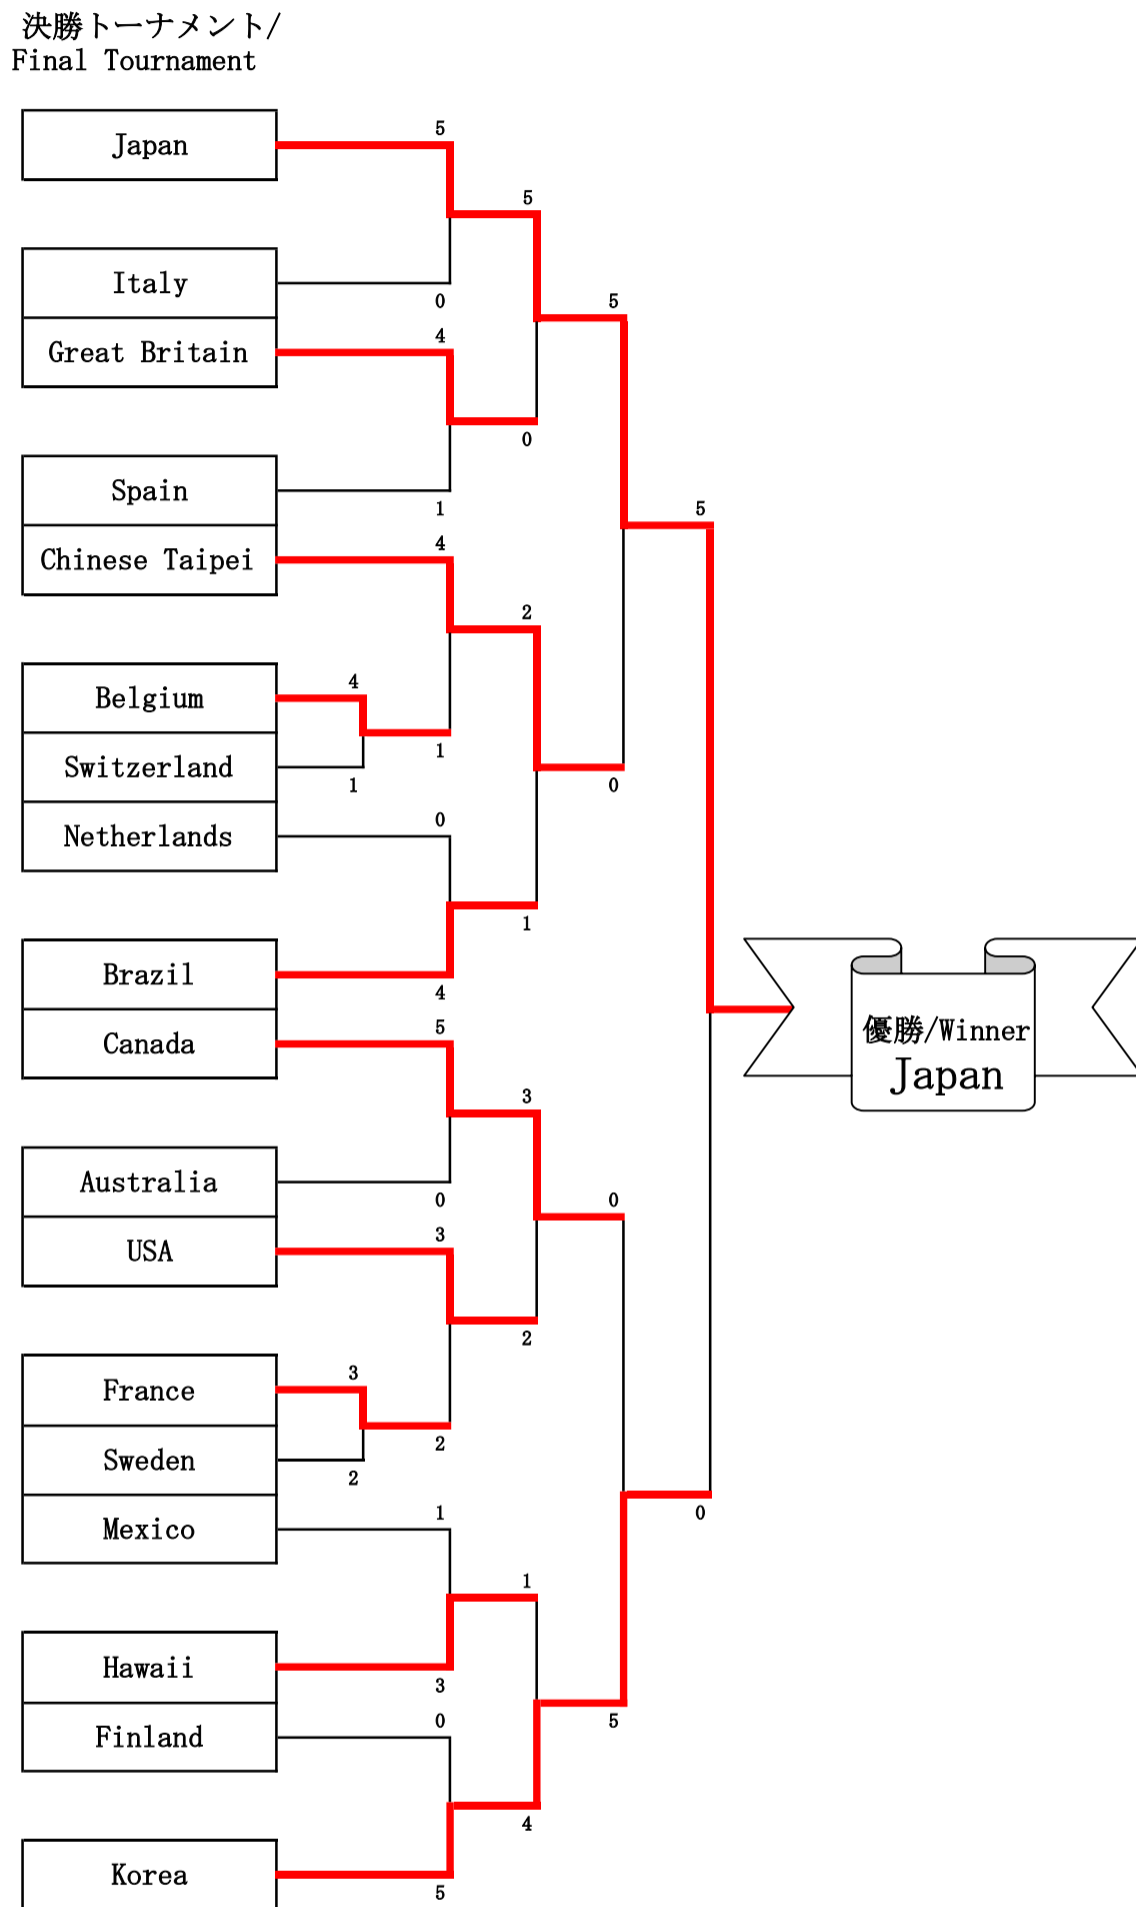 決勝トーナメント/
Final Tournament
5
Japan
5
Italy
0
5
4
Great Britain
0
Spain
1
5
4
Chinese Taipei
2
4
Belgium
1
Switzerland
1
0
0
Netherlands
1
Brazil
4
優勝/Winner
5
Canada
Japan
3
Australia
0
0
3
USA
2
3
France
2
Sweden
2
1
0
Mexico
1
Hawaii
3
0
5
Finland
4
Korea
5